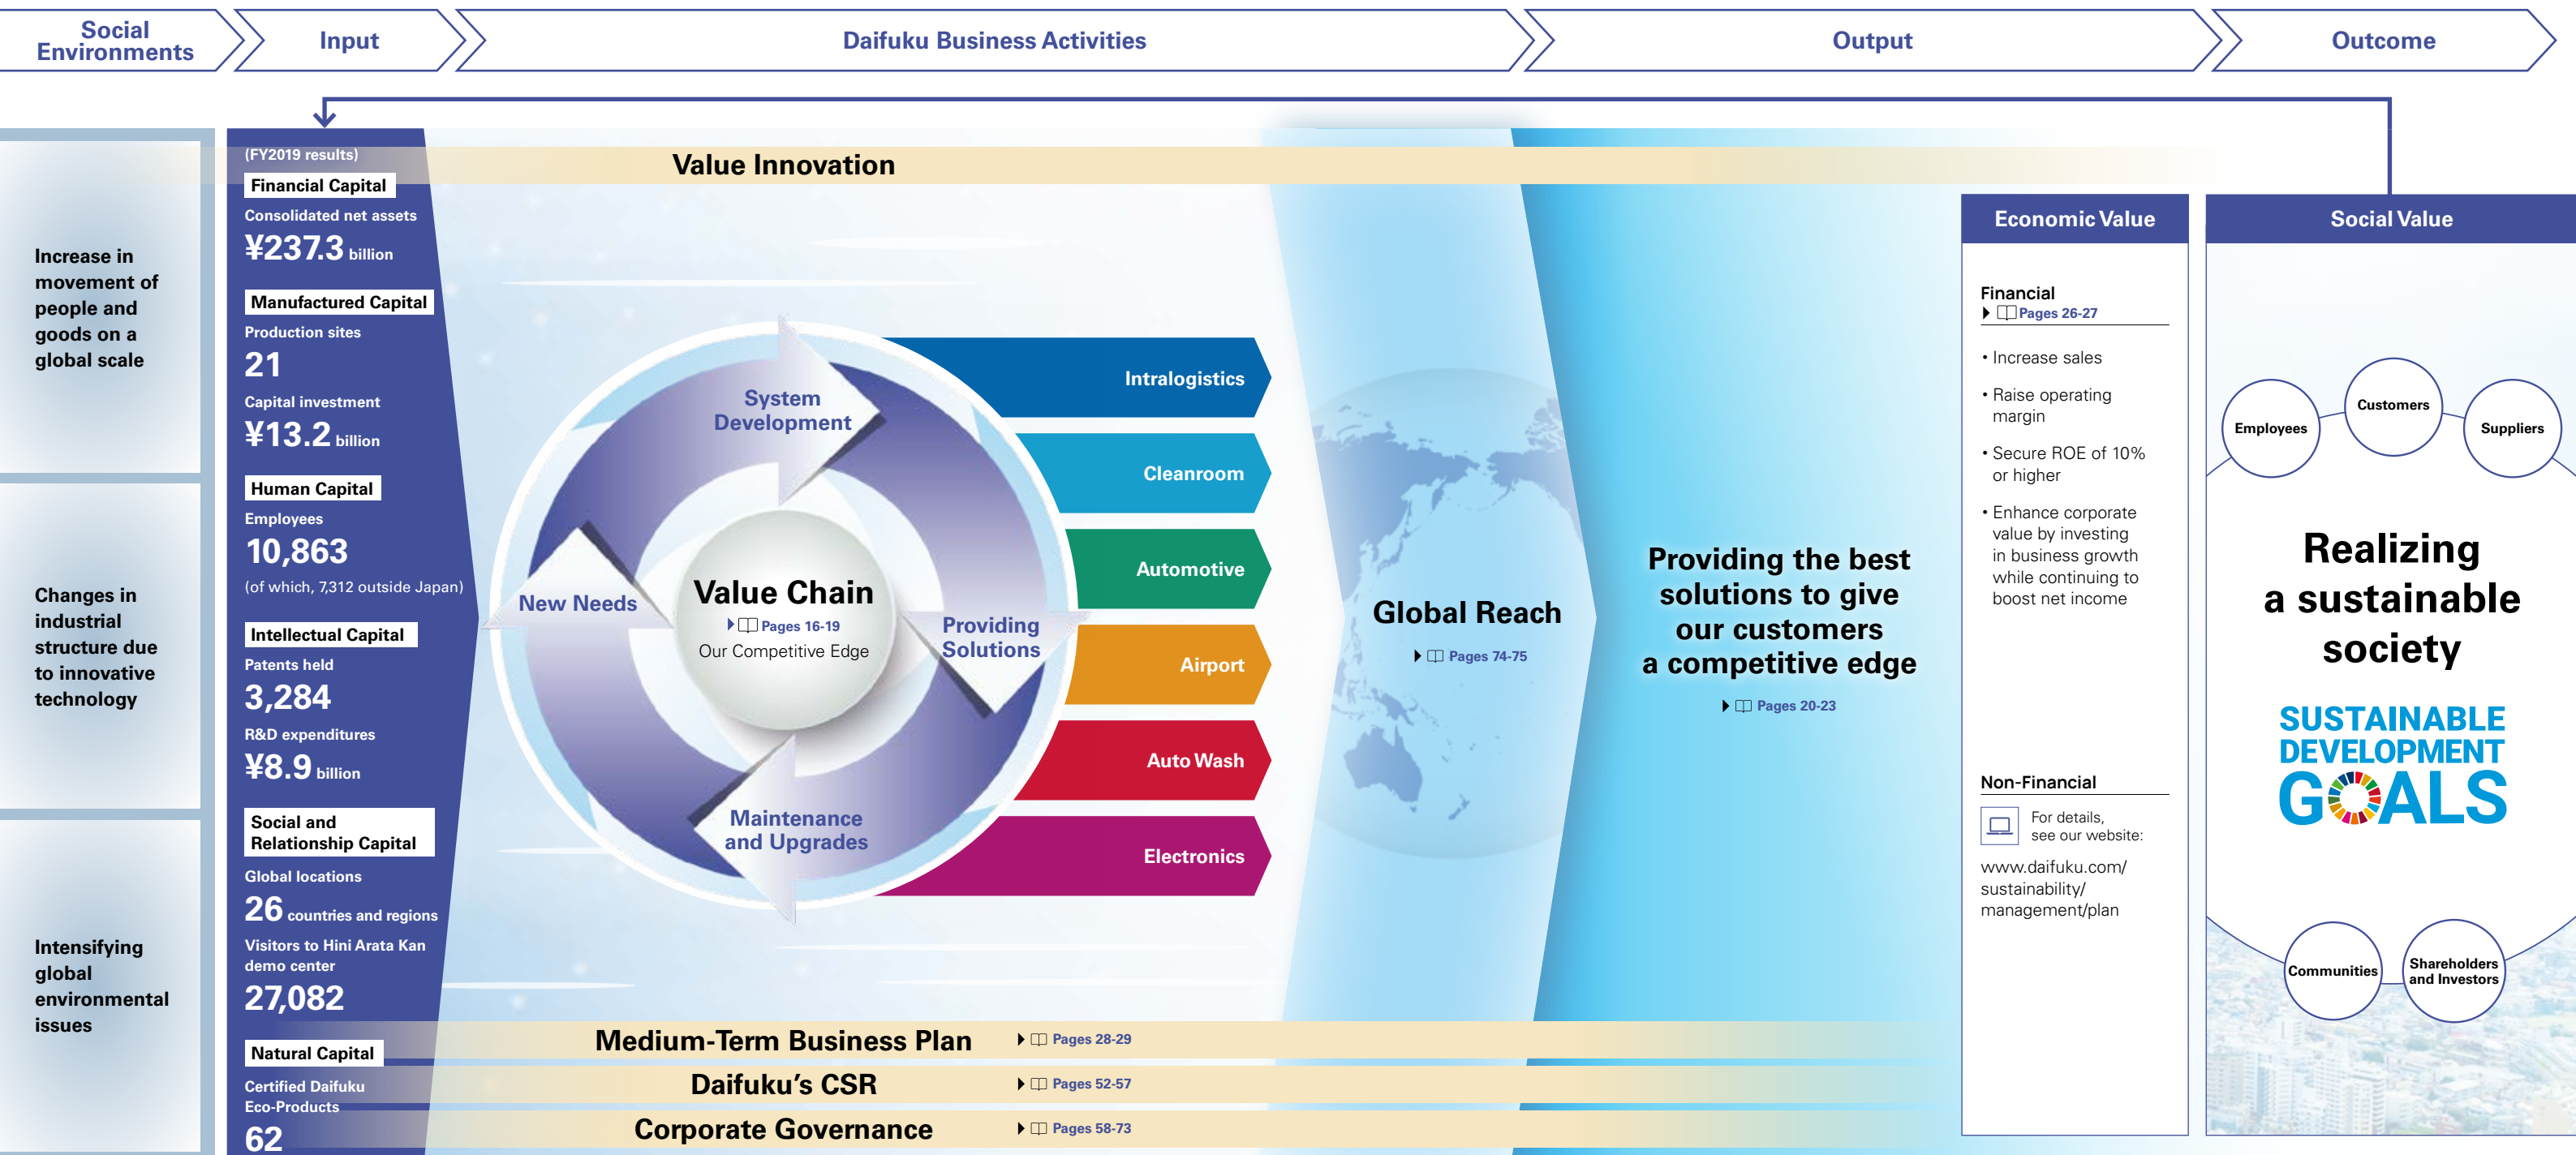 Social
Environments
Input
Daifuku Business Activities
Output
Outcome
Increase in
movement of
people and
goods on a
global scale
Changes in
industrial
structure due
to innovative
technology
Intensifying
global
environmental
issues
(FY2019 results)
Financial Capital
Consolidated net assets
¥237.3 billion
Manufactured Capital
Production sites
21
Capital investment
¥13.2 billion
Human Capital
Employees
10,863
(of which, 7,312 outside Japan)
Intellectual Capital
Patents held
3,284
R&D expenditures
¥8.9 billion
Social and
Relationship Capital
Global locations
26 countries and regions
Visitors to Hini Arata Kan
demo center
27,082
Natural Capital
Certified Daifuku
Eco-Products
62
Value Innovation
System
Development
New Needs
Value Chain
Pages 16-19
Our Competitive Edge
Providing
Solutions
Maintenance
and Upgrades
Intralogistics
Cleanroom
Automotive
Airport
Auto Wash
Electronics
Global Reach
Pages 74-75
Providing the best
solutions to give
our customers
a competitive edge
Pages 20-23
Medium-Term Business Plan
Pages 28-29
Daifuku's CSR
Pages 52-57
Corporate Governance
Pages 58-73
Economic Value
Financial
Pages 26-27
• Increase sales
• Raise operating
margin
• Secure ROE of 10%
or higher
• Enhance corporate
value by investing
in business growth
while continuing to
boost net income
Non-Financial
For details,
see our website:
www.daifuku.com/
sustainability/
management/plan
Social Value
Employees
Customers
Suppliers
Realizing
a sustainable
society
SUSTAINABLE
DEVELOPMENT
GOALS
Communities
Shareholders
and Investors